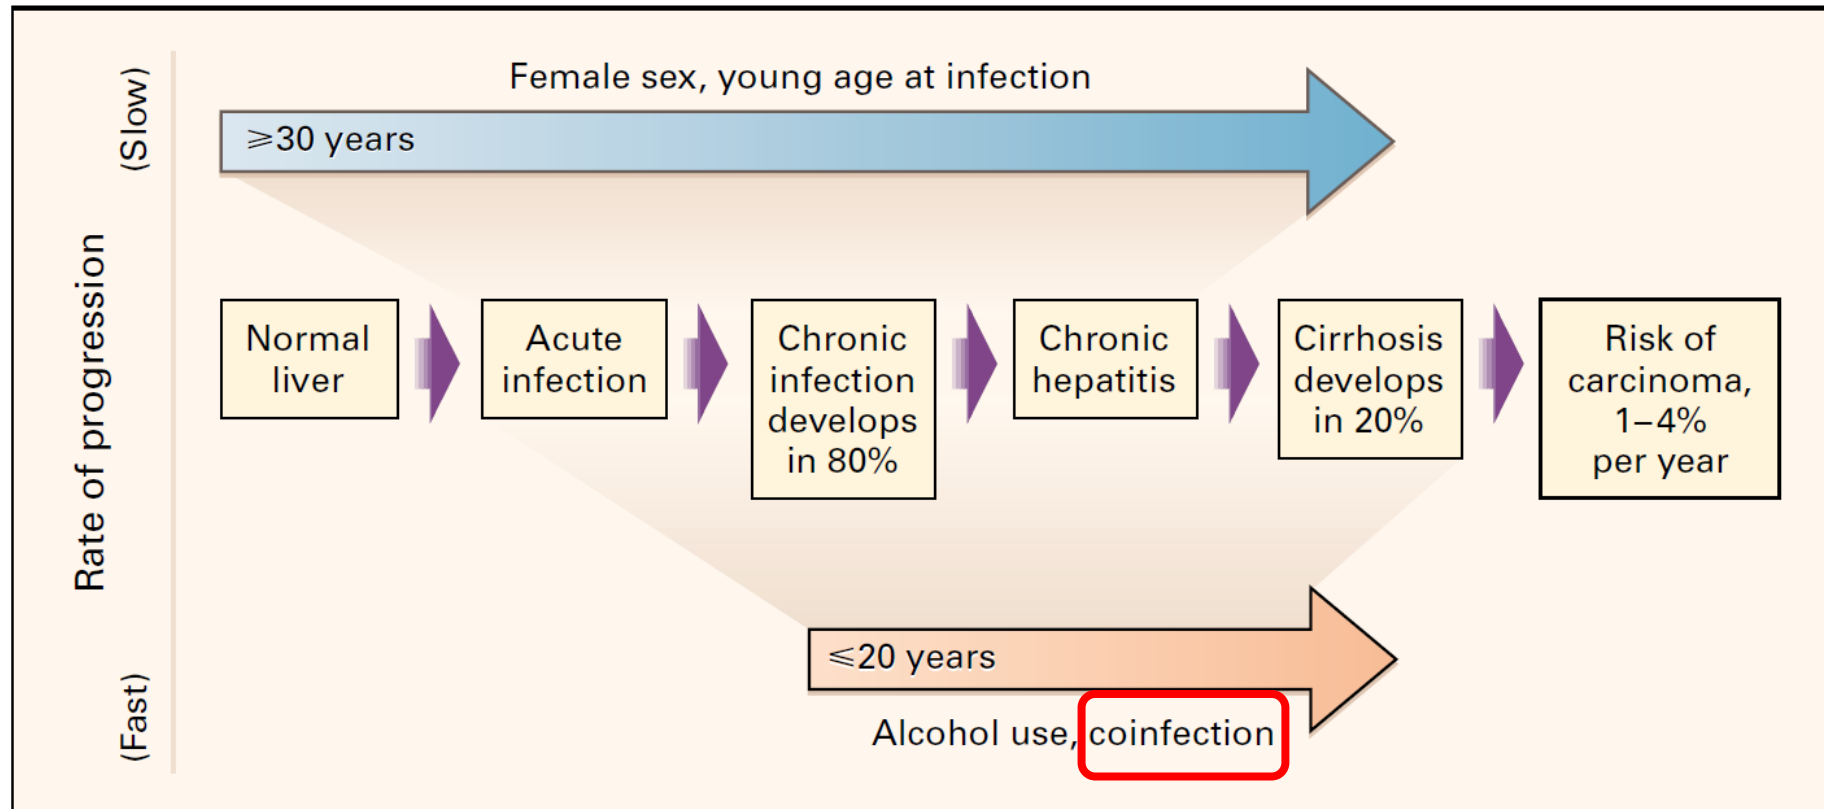 (Slow)
Rate of progression
(Fast)
Female sex, young age at infection
≥30 years
Normal
liver
Acute
infection
Chronic
infection
develops
in 80%
Chronic
hepatitis
Cirrhosis
develops
in 20%
Risk of
carcinoma,
1–4%
per year
≤20 years
Alcohol use, coinfection